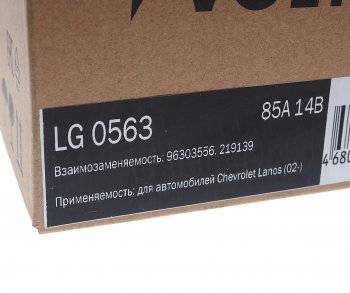 85A 14B
LG 0563
Взаимозаменяемость: 96303556, 219139
Применяемость: для автомобилей Chevrolet Lanos (02-)